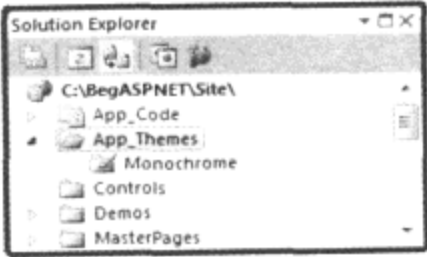 Solution Explorer
C:\BegASPNET\Site\
App_Code
App_Themes
Monochrome
Controls
Demos
MasterPages